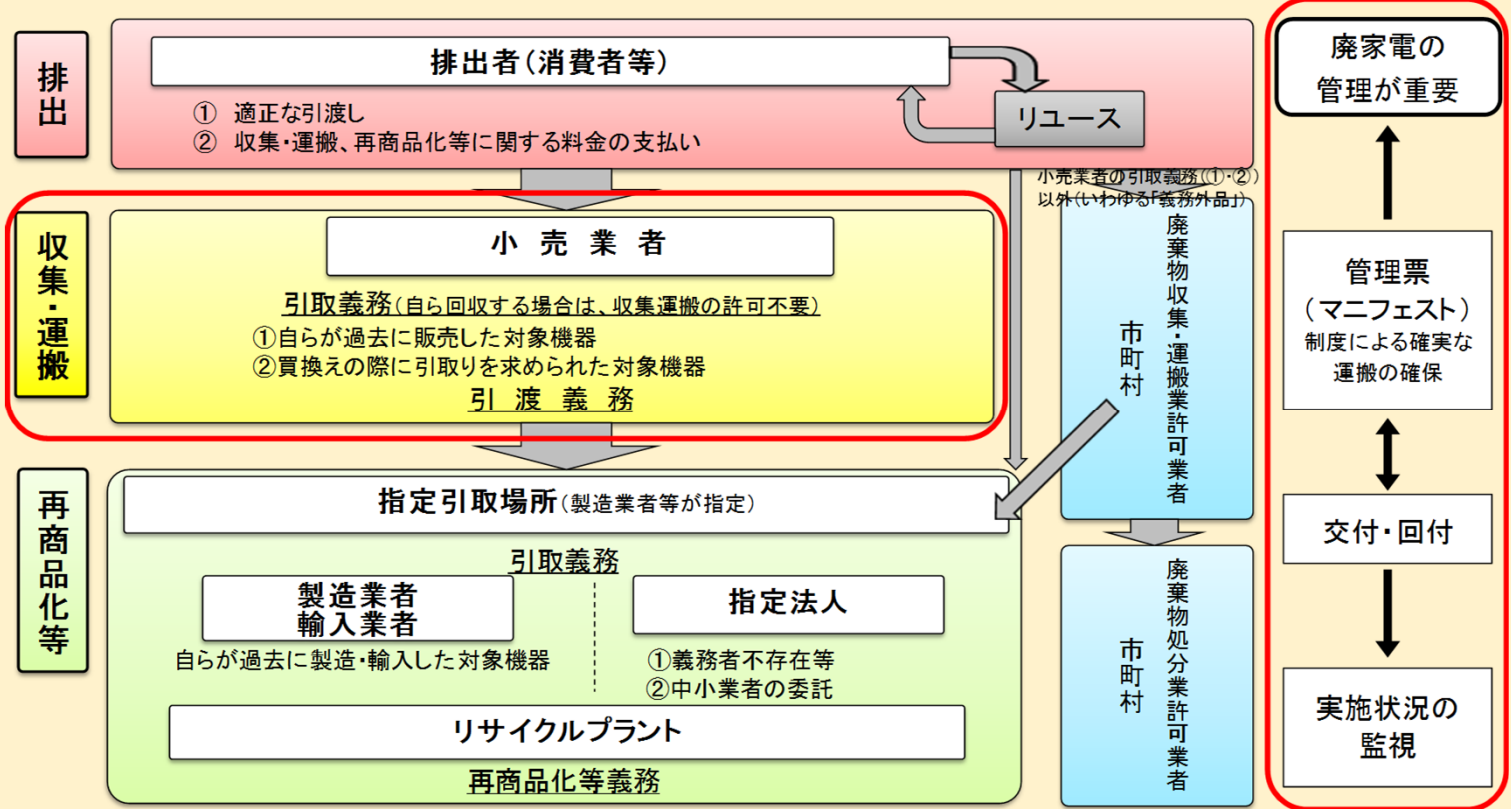 排出
排出者(消費者等)
① 適正な引渡し
② 収集・運搬、再商品化等に関する料金の支払い
リユース
小売業者の引取義務(①・②)
以外(いわゆる「義務外品」)
収集・運搬
小売業者
引取義務(自ら回収する場合は、収集運搬の許可不要)
①自らが過去に販売した対象機器
②買換えの際に引取りを求められた対象機器
引渡義務
市町村
廃棄物収集・運搬業許可業者
再商品化等
指定引取場所(製造業者等が指定)
引取義務
製造業者
輸入業者
自らが過去に製造・輸入した対象機器
指定法人
①義務者不存在等
②中小業者の委託
リサイクルプラント
再商品化等義務
市町村
廃棄物処分業許可業者
廃家電の
管理が重要
管理票
(マニフェスト)
制度による確実な
運搬の確保
交付・回付
実施状況の
監視